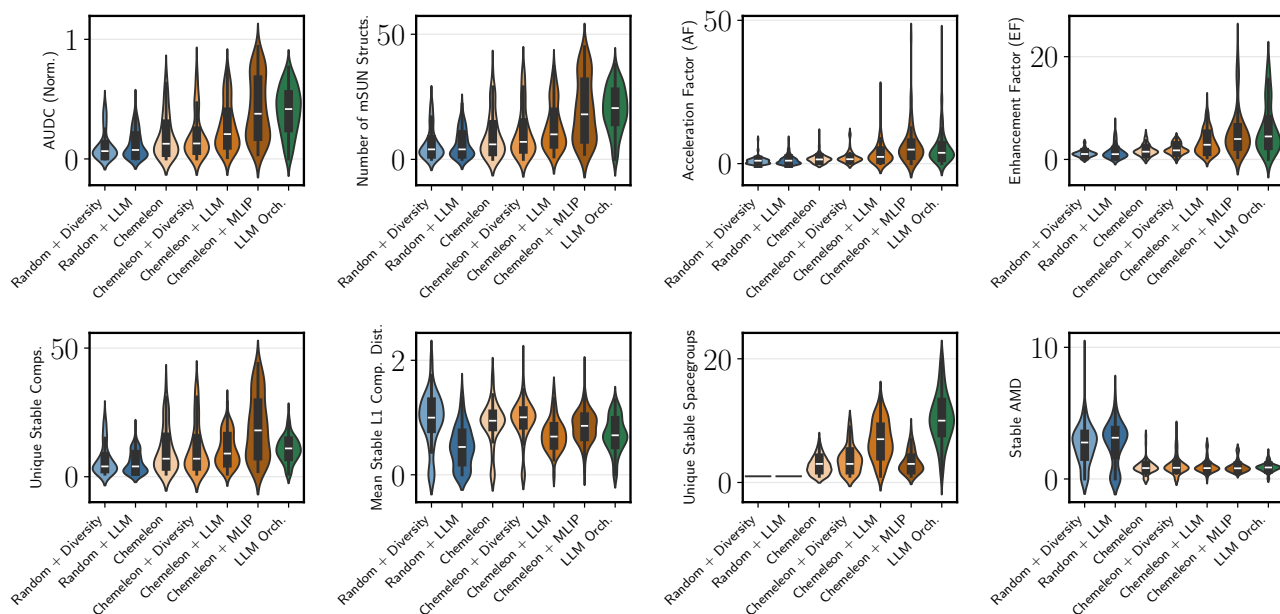 AUDC (Norm.)
1
0
Random + Diversity
Random + LLM
Chemeleon
Chemeleon + Diversity
Chemeleon + LLM
Chemeleon + MLIP
LLM Orch.
Number of mSUN Structs.
50
0
Random + Diversity
Random + LLM
Chemeleon
Chemeleon + Diversity
Chemeleon + LLM
Chemeleon + MLIP
LLM Orch.
Acceleration Factor (AF)
50
0
Random + Diversity
Random + LLM
Chemeleon
Chemeleon + Diversity
Chemeleon + LLM
Chemeleon + MLIP
LLM Orch.
Enhancement Factor (EF)
20
0
Random + Diversity
Random + LLM
Chemeleon
Chemeleon + Diversity
Chemeleon + LLM
Chemeleon + MLIP
LLM Orch.
Unique Stable Comps.
50
0
Random + Diversity
Random + LLM
Chemeleon
Chemeleon + Diversity
Chemeleon + LLM
Chemeleon + MLIP
LLM Orch.
Mean Stable L1 Comp. Dist.
2
0
Random + Diversity
Random + LLM
Chemeleon
Chemeleon + Diversity
Chemeleon + LLM
Chemeleon + MLIP
LLM Orch.
Unique Stable Spacegroups
20
0
Random + Diversity
Random + LLM
Chemeleon
Chemeleon + Diversity
Chemeleon + LLM
Chemeleon + MLIP
LLM Orch.
Stable AMD
10
0
Random + Diversity
Random + LLM
Chemeleon
Chemeleon + Diversity
Chemeleon + LLM
Chemeleon + MLIP
LLM Orch.